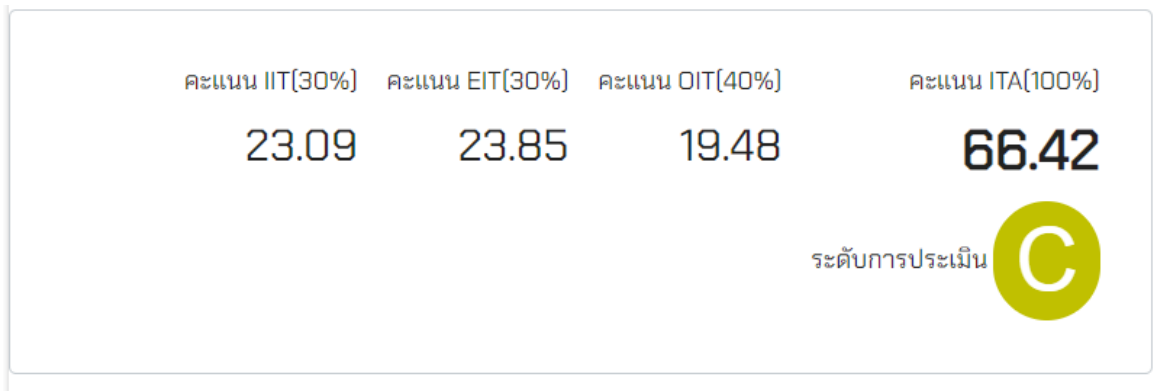 คะแนน IIT(30%) คะแนน EIT(30%) คะแนน OIT(40%) คะแนน ITA(100%)
23.09 23.85 19.48 66.42
ระดับการประเมิน C